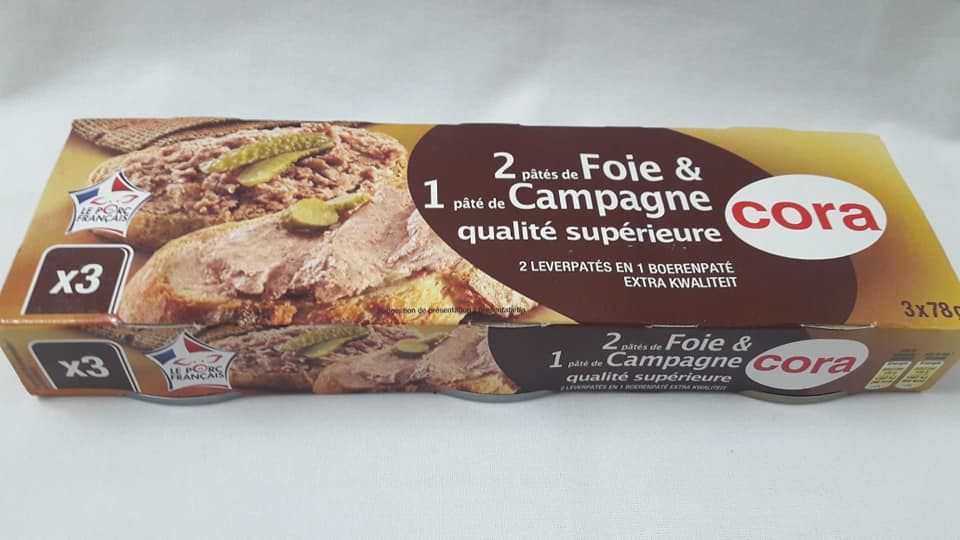 2 pâtés de Foie &
1 pâté de Campagne
qualité supérieure
cora
2 LEVERPATÉS EN 1 BOERENPATÉ
EXTRA KWALITEIT
LE PORC
FRANÇAIS
x3
3x78g
de présentation
x3
LE PORC
FRANÇAIS
2 pâtés de Foie &
1 pâté de Campagne
qualité supérieure
2 LEVERPATÉS EN 1 BOERENPATÉ EXTRA KWALITEIT
cora